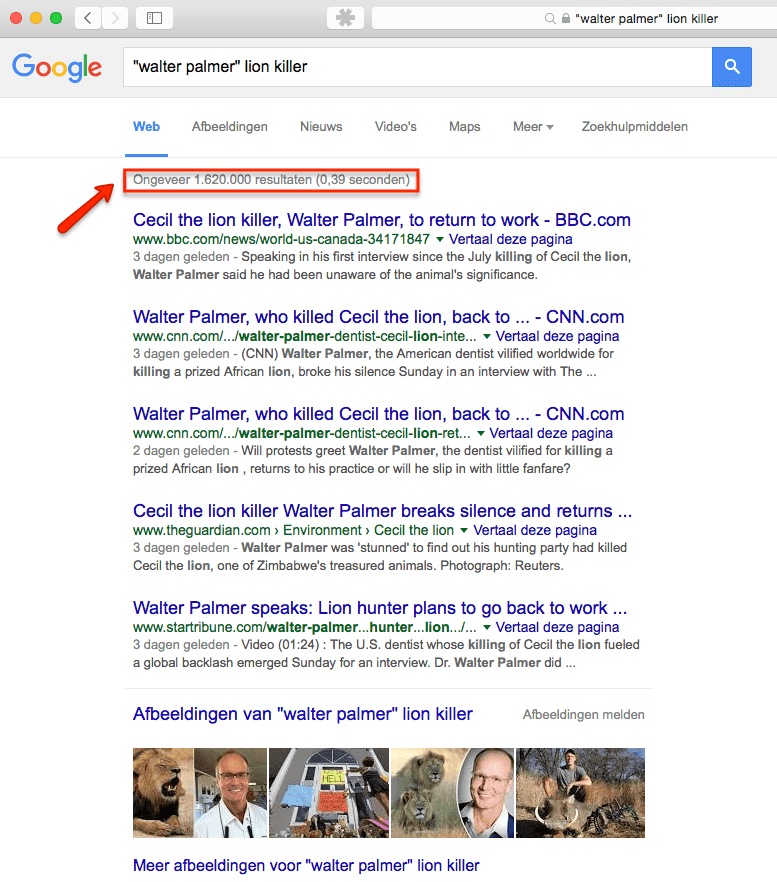 "walter palmer" lion killer
Google
"walter palmer" lion killer
Web Afbeeldingen Nieuws Video's Maps Meer Zoekhulpmiddelen
Ongeveer 1.620.000 resultaten (0,39 seconden)
Cecil the lion killer, Walter Palmer, to return to work - BBC.com
www.bbc.com/news/world-us-canada-34171847 Vertaal deze pagina
3 dagen geleden - Speaking in his first interview since the July killing of Cecil the lion,
Walter Palmer said he had been unaware of the animal's significance.
Walter Palmer, who killed Cecil the lion, back to ... - CNN.com
www.cnn.com/.../walter-palmer-dentist-cecil-lion-inte... Vertaal deze pagina
3 dagen geleden - (CNN) Walter Palmer, the American dentist vilified worldwide for
killing a prized African lion, broke his silence Sunday in an interview with The ...
Walter Palmer, who killed Cecil the lion, back to ... - CNN.com
www.cnn.com/.../walter-palmer-dentist-cecil-lion-ret... Vertaal deze pagina
2 dagen geleden - Will protests greet Walter Palmer, the dentist vilified for killing a
prized African lion , returns to his practice or will he slip in with little fanfare?
Cecil the lion killer Walter Palmer breaks silence and returns ...
www.theguardian.com › Environment › Cecil the lion Vertaal deze pagina
3 dagen geleden - Walter Palmer was 'stunned' to find out his hunting party had killed
Cecil the lion, one of Zimbabwe's treasured animals. Photograph: Reuters.
Walter Palmer speaks: Lion hunter plans to go back to work ...
www.startribune.com/walter-palmer...hunter...lion.../... Vertaal deze pagina
3 dagen geleden - Video (01:24) : The U.S. dentist whose killing of Cecil the lion fueled
a global backlash emerged Sunday for an interview. Dr. Walter Palmer did ...
Afbeeldingen van "walter palmer" lion killer Afbeeldingen melden
HELL
Meer afbeeldingen voor "walter palmer" lion killer